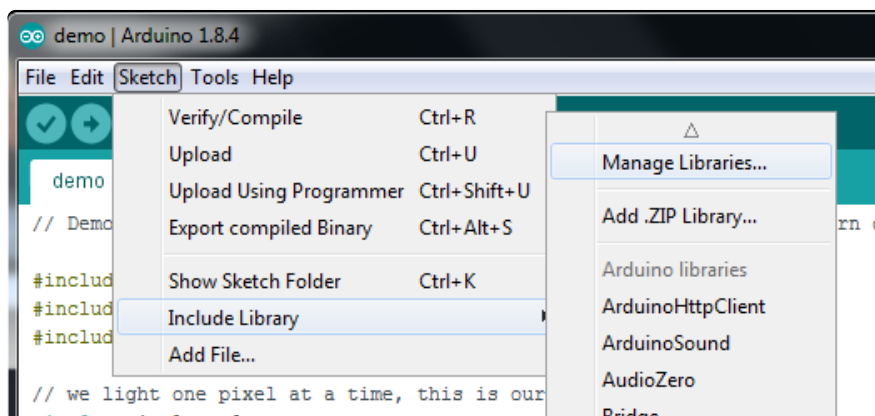 demo | Arduino 1.8.4
File Edit Sketch Tools Help
Verify/Compile Ctrl+R
Upload Ctrl+U
Upload Using Programmer Ctrl+Shift+U
Export compiled Binary Ctrl+Alt+S
Show Sketch Folder Ctrl+K
Include Library
Add File...
Manage Libraries...
Add .ZIP Library...
Arduino libraries
ArduinoHttpClient
ArduinoSound
AudioZero
Bridge
demo
// Demo
rn
#includ
#includ
#includ
// we light one pixel at a time, this is our